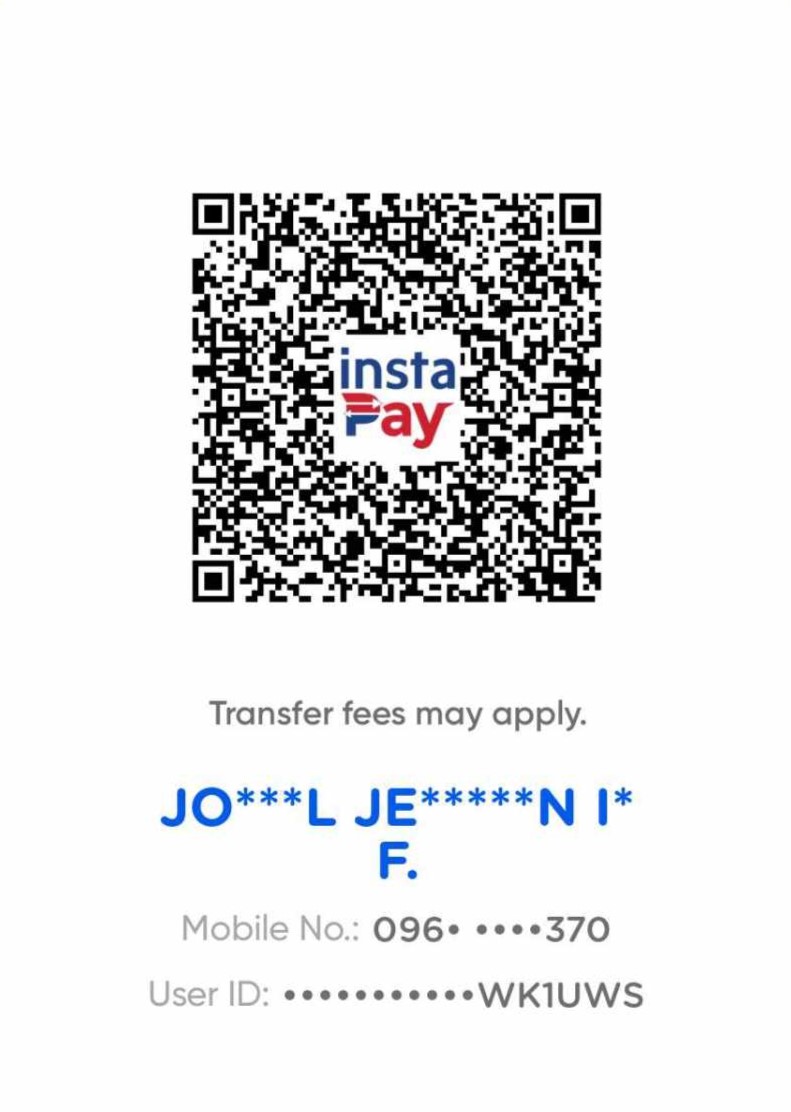 insta
Pay
Transfer fees may apply.
JO***L JE*****N I*
F.
Mobile No.: 096• ••••370
User ID: •••••••••••WK1UWS